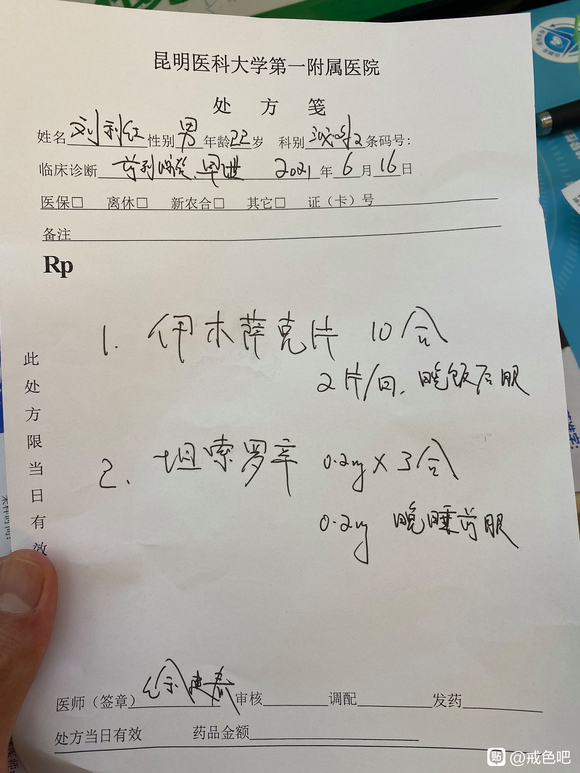 昆明医科大学第一附属医院
处 方 笺
姓名 刘利红 性别 男 年龄 22 岁 科别 泌外2 条码号:
临床诊断 前列腺炎、早泄 2021 年 6 月 16 日
医保□ 离休□ 新农合□ 其它□ 证（卡）号
备注
Rp
1. 伊木萨克片 10合
2片/日, 晚饭后服
2. 坦索罗辛 0.2mg×3合
0.2mg 晚睡前服
此处方限当日有效
医师（签章） 审核 调配 发药
处方当日有效 药品金额
贴 @戒色吧